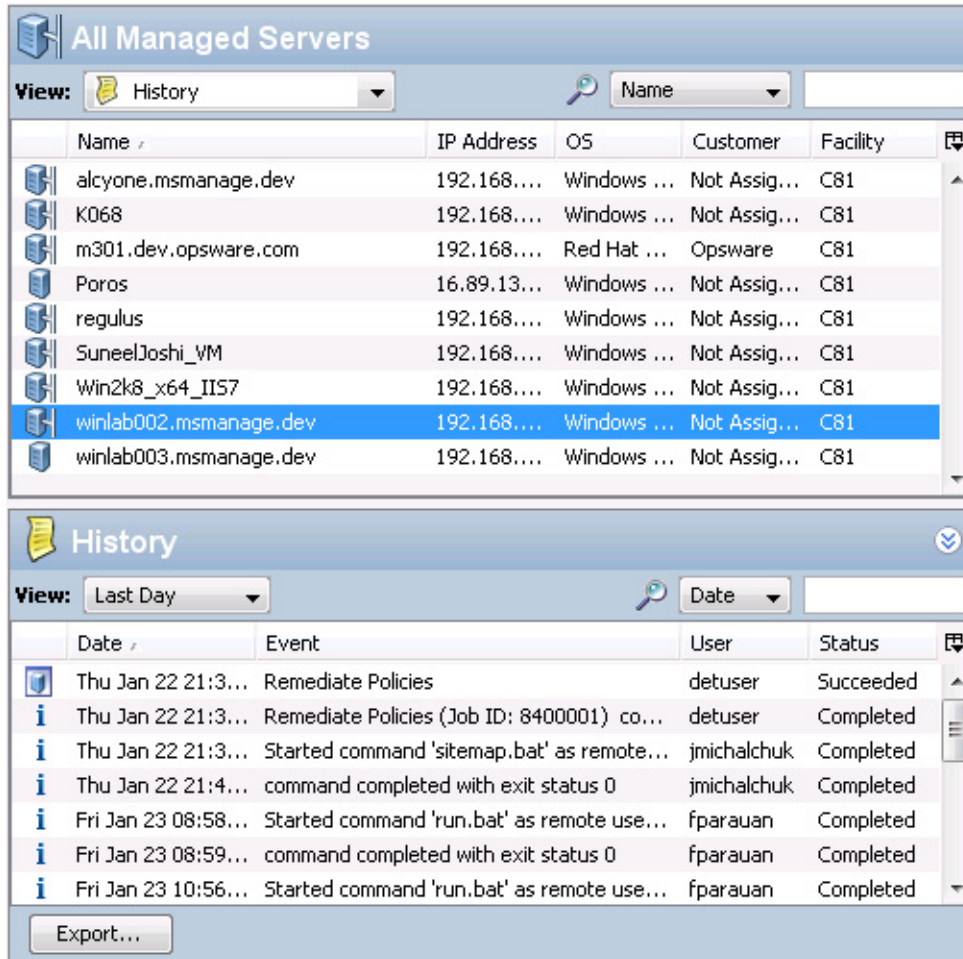 All Managed Servers
View: History Name
Name IP Address OS Customer Facility
alcyone.msmanage.dev 192.168.... Windows ... Not Assig... C81
K068 192.168.... Windows ... Not Assig... C81
m301.dev.opsware.com 192.168.... Red Hat ... Opsware C81
Poros 16.89.13... Windows ... Not Assig... C81
regulus 192.168.... Windows ... Not Assig... C81
SuneelJoshi_VM 192.168.... Windows ... Not Assig... C81
Win2k8_x64_IIS7 192.168.... Windows ... Not Assig... C81
winlab002.msmanage.dev 192.168.... Windows ... Not Assig... C81
winlab003.msmanage.dev 192.168.... Windows ... Not Assig... C81
History
View: Last Day Date
Date Event User Status
Thu Jan 22 21:3... Remediate Policies detuser Succeeded
Thu Jan 22 21:3... Remediate Policies (Job ID: 8400001) co... detuser Completed
Thu Jan 22 21:3... Started command 'sitemap.bat' as remote... jmichalchuk Completed
Thu Jan 22 21:4... command completed with exit status 0 jmichalchuk Completed
Fri Jan 23 08:58... Started command 'run.bat' as remote use... fparauan Completed
Fri Jan 23 08:59... command completed with exit status 0 fparauan Completed
Fri Jan 23 10:56... Started command 'run.bat' as remote use... fparauan Completed
Export...